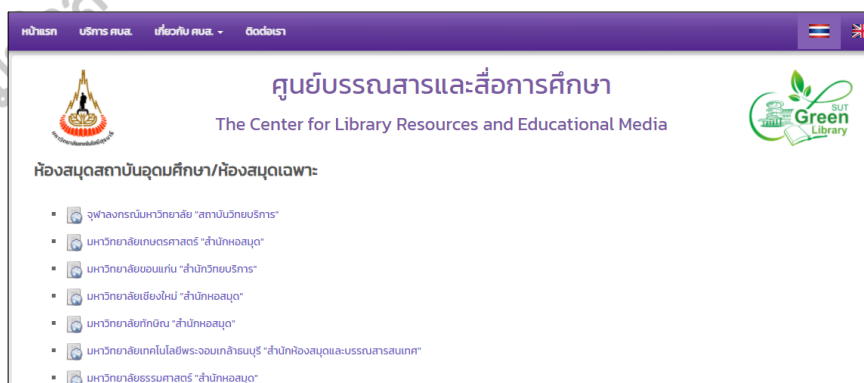 หน้าแรก บริการ ศบส. เกี่ยวกับ ศบส. ติดต่อเรา
ศูนย์บรรณสารและสื่อการศึกษา
The Center for Library Resources and Educational Media
SUT
Green
Library
ห้องสมุดสถาบันอุดมศึกษา/ห้องสมุดเฉพาะ
จุฬาลงกรณ์มหาวิทยาลัย "สถาบันวิทยบริการ"
มหาวิทยาลัยเกษตรศาสตร์ "สำนักหอสมุด"
มหาวิทยาลัยขอนแก่น "สำนักวิทยบริการ"
มหาวิทยาลัยเชียงใหม่ "สำนักหอสมุด"
มหาวิทยาลัยทักษิณ "สำนักหอสมุด"
มหาวิทยาลัยเทคโนโลยีพระจอมเกล้าธนบุรี "สำนักห้องสมุดและบรรณสารสนเทศ"
มหาวิทยาลัยธรรมศาสตร์ "สำนักหอสมุด"